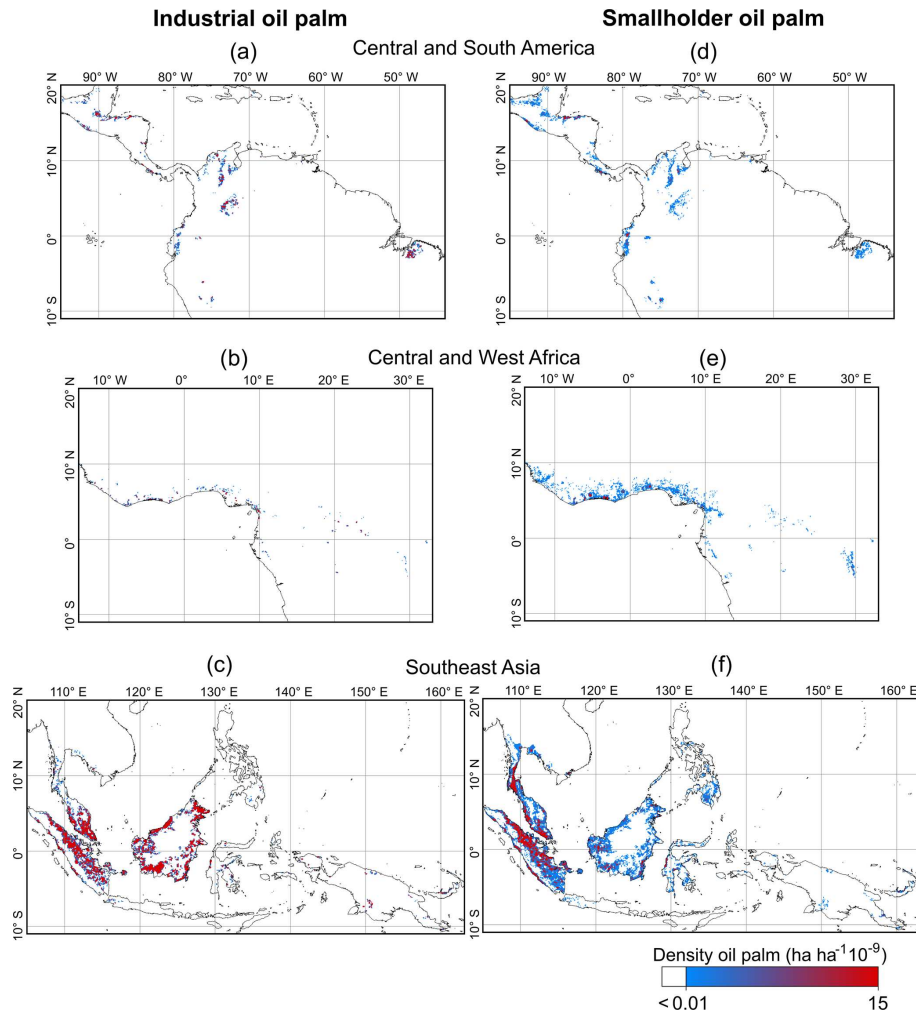 Industrial oil palm
Smallholder oil palm
(a)
Central and South America
(d)
90° W 80° W 70° W 60° W 50° W
90° W 80° W 70° W 60° W 50° W
20° N
10° N
0°
10° S
20° N
10° N
0°
10° S
(b)
Central and West Africa
(e)
10° W 0° 10° E 20° E 30° E
10° W 0° 10° E 20° E 30° E
20° N
10° N
0°
10° S
20° N
10° N
0°
10° S
(c)
Southeast Asia
(f)
110° E 120° E 130° E 140° E 150° E 160° E
110° E 120° E 130° E 140° E 150° E 160° E
20° N
10° N
0°
10° S
20° N
10° N
0°
10° S
Density oil palm (ha ha⁻¹10⁻⁹)
< 0.01 15